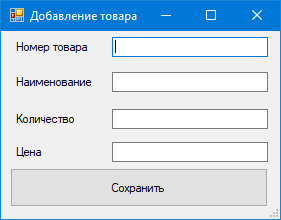 Добавление товара
Номер товара
Наименование
Количество
Цена
Сохранить